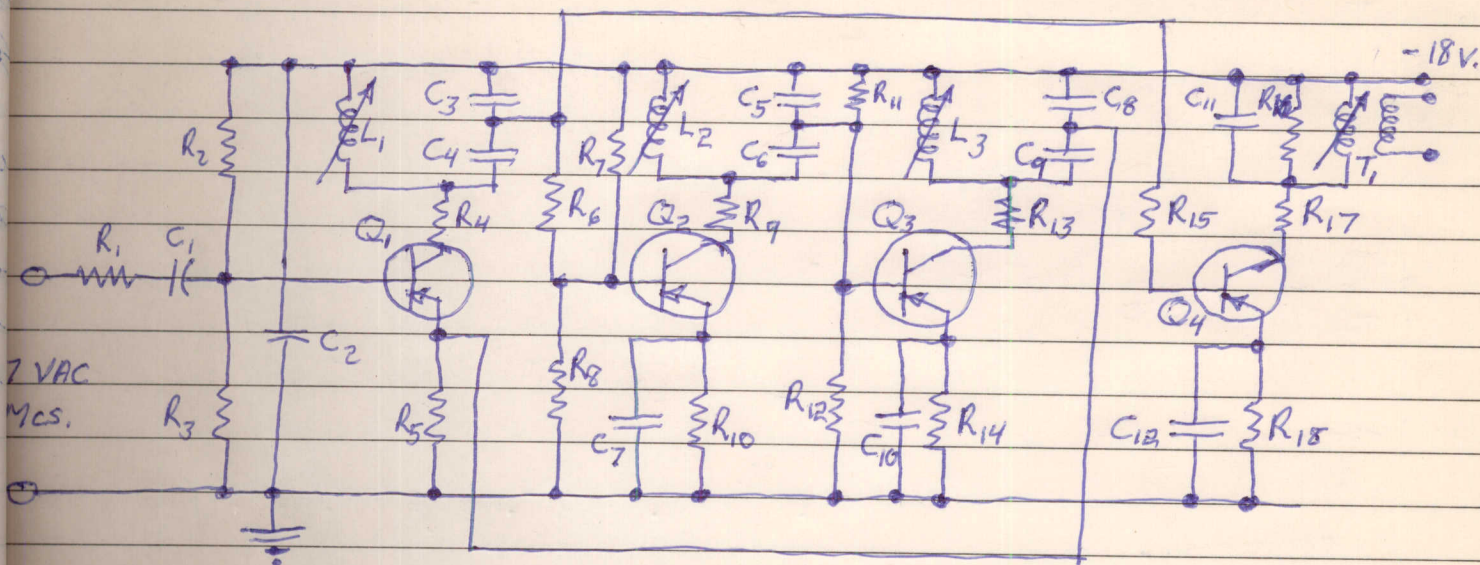 -18V.
C3 C5 R11 C8 C11
R2 L1 C4 R7 L2 C6 L3 C9 T1
R1 C1 Q1 R4 R6 Q2 R9 Q3 R13 R15 R17
C2 Q4
7 VAC
Mcs.
R3 R5 R8 C7 R10 R12 C10 R14 C12 R18